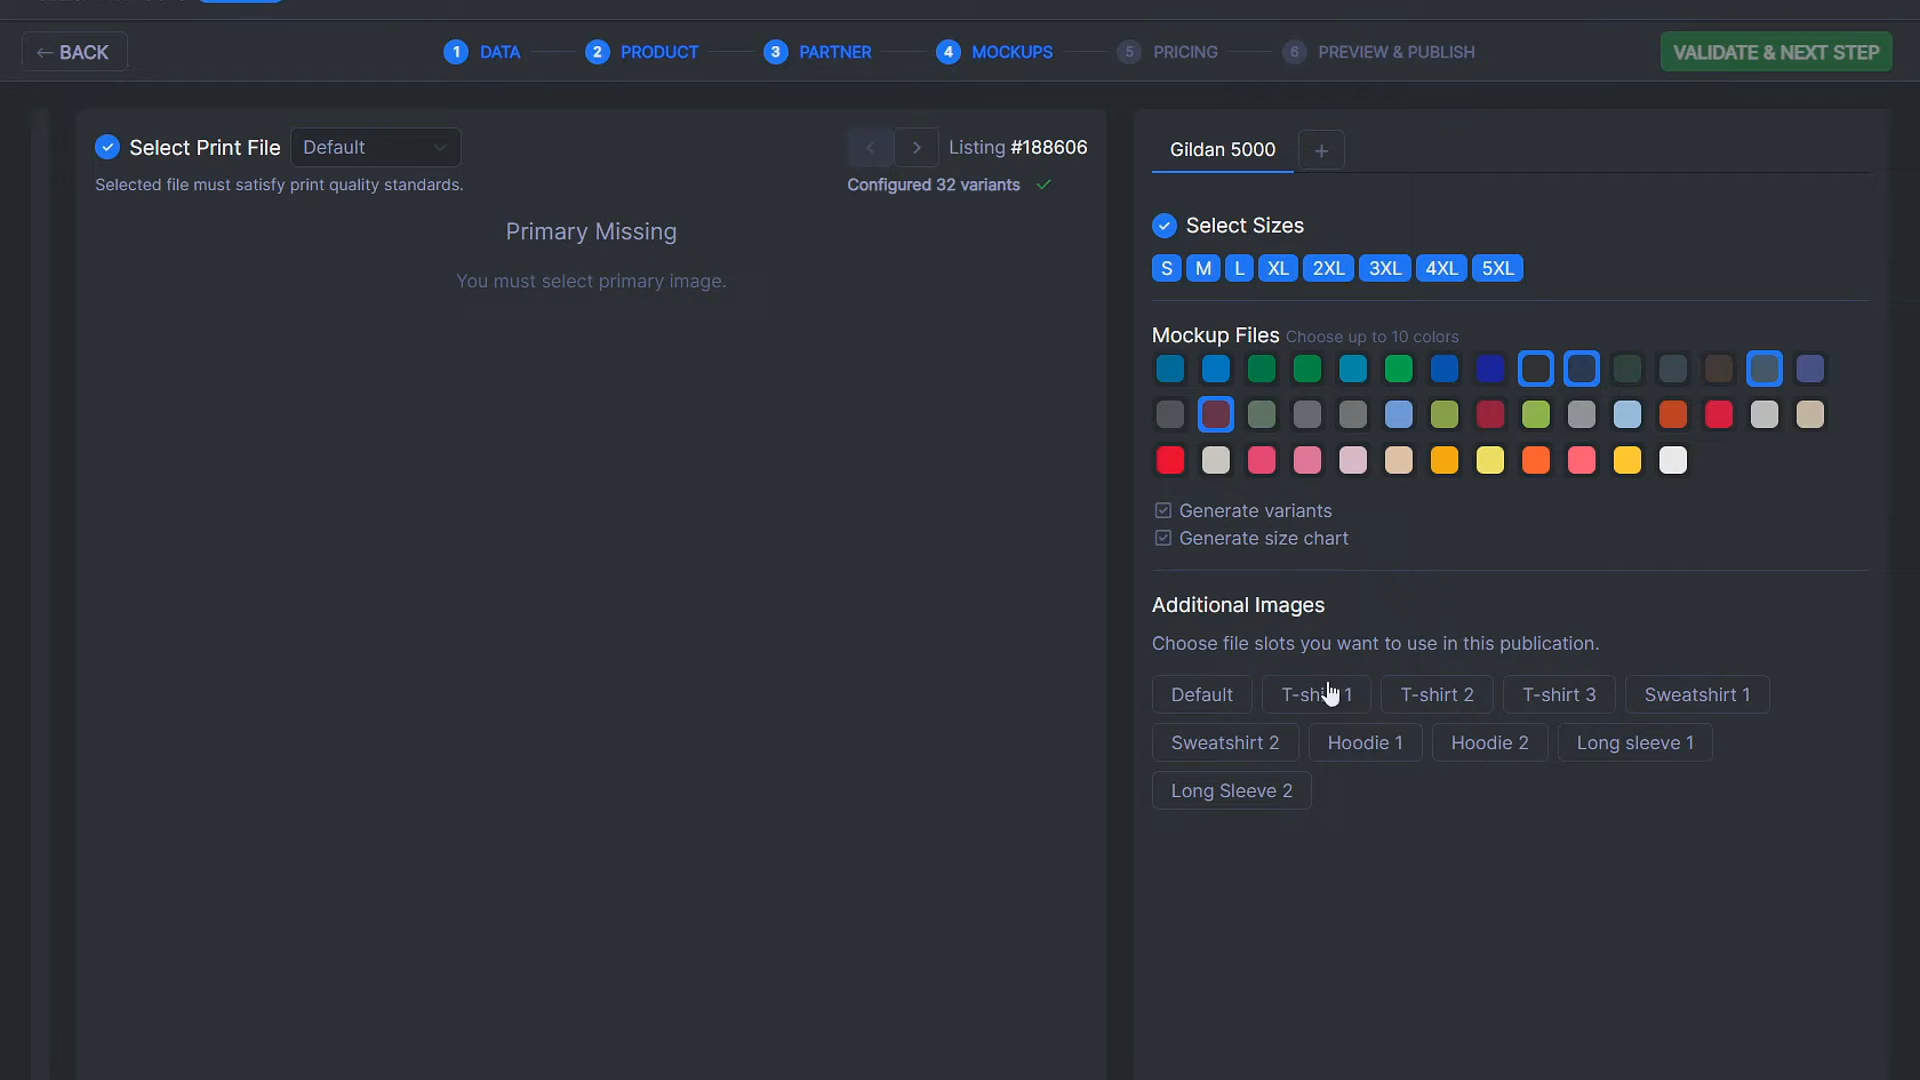 ← BACK
1 DATA
2 PRODUCT
3 PARTNER
4 MOCKUPS
5 PRICING
6 PREVIEW & PUBLISH
VALIDATE & NEXT STEP
Select Print File
Default
Listing #188606
Selected file must satisfy print quality standards.
Configured 32 variants
Primary Missing
You must select primary image.
Gildan 5000
+
Select Sizes
S M L XL 2XL 3XL 4XL 5XL
Mockup Files Choose up to 10 colors
Generate variants
Generate size chart
Additional Images
Choose file slots you want to use in this publication.
Default T-shirt 1 T-shirt 2 T-shirt 3 Sweatshirt 1
Sweatshirt 2 Hoodie 1 Hoodie 2 Long sleeve 1
Long Sleeve 2